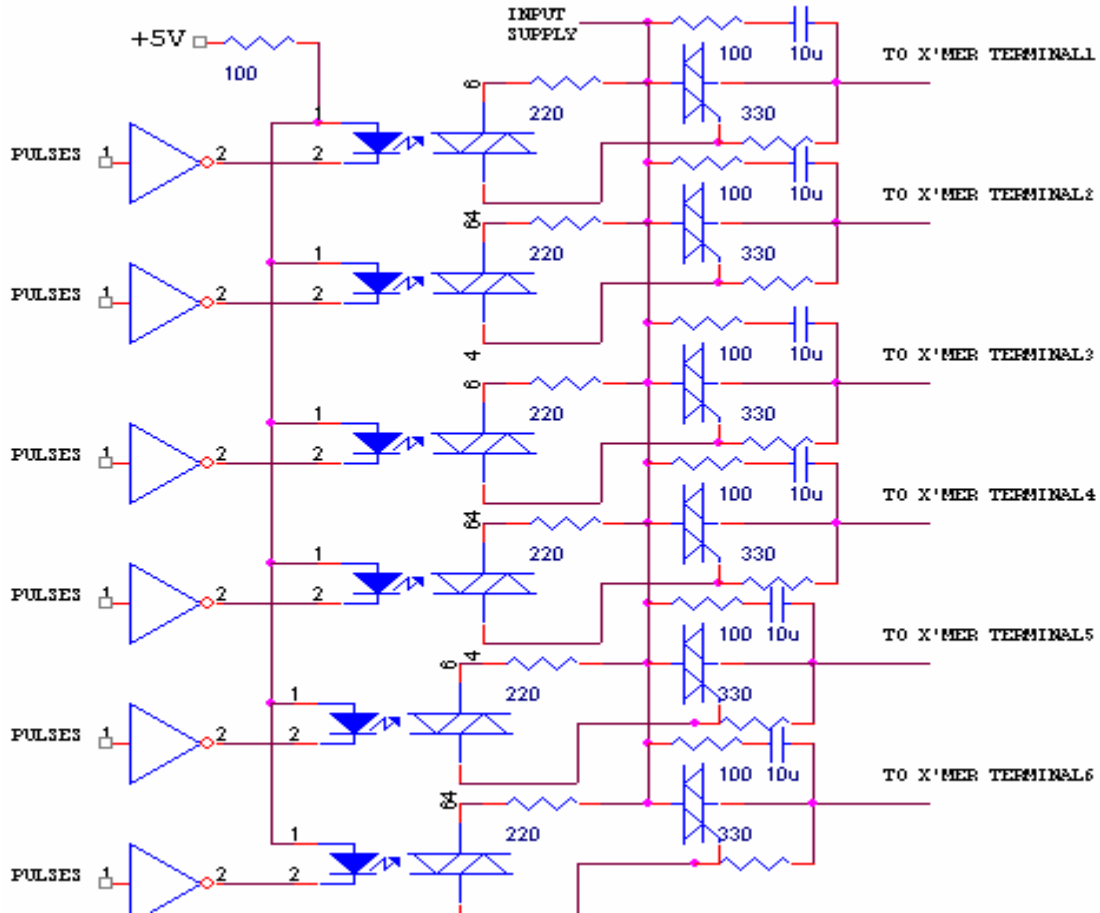 INPUT
SUPPLY
+5V
100
100
10u
TO X'MER TERMINAL1
6
220
330
1
PULSES 1
2
2
100
10u
TO X'MER TERMINAL2
64
220
330
1
PULSES 1
2
2
100
10u
TO X'MER TERMINAL3
4
6
220
330
1
PULSES 1
2
2
100
10u
TO X'MER TERMINAL4
64
220
330
1
PULSES 1
2
2
100
10u
TO X'MER TERMINAL5
6
4
220
330
1
PULSES 1
2
2
100
10u
TO X'MER TERMINAL6
64
220
330
1
PULSES 1
2
2